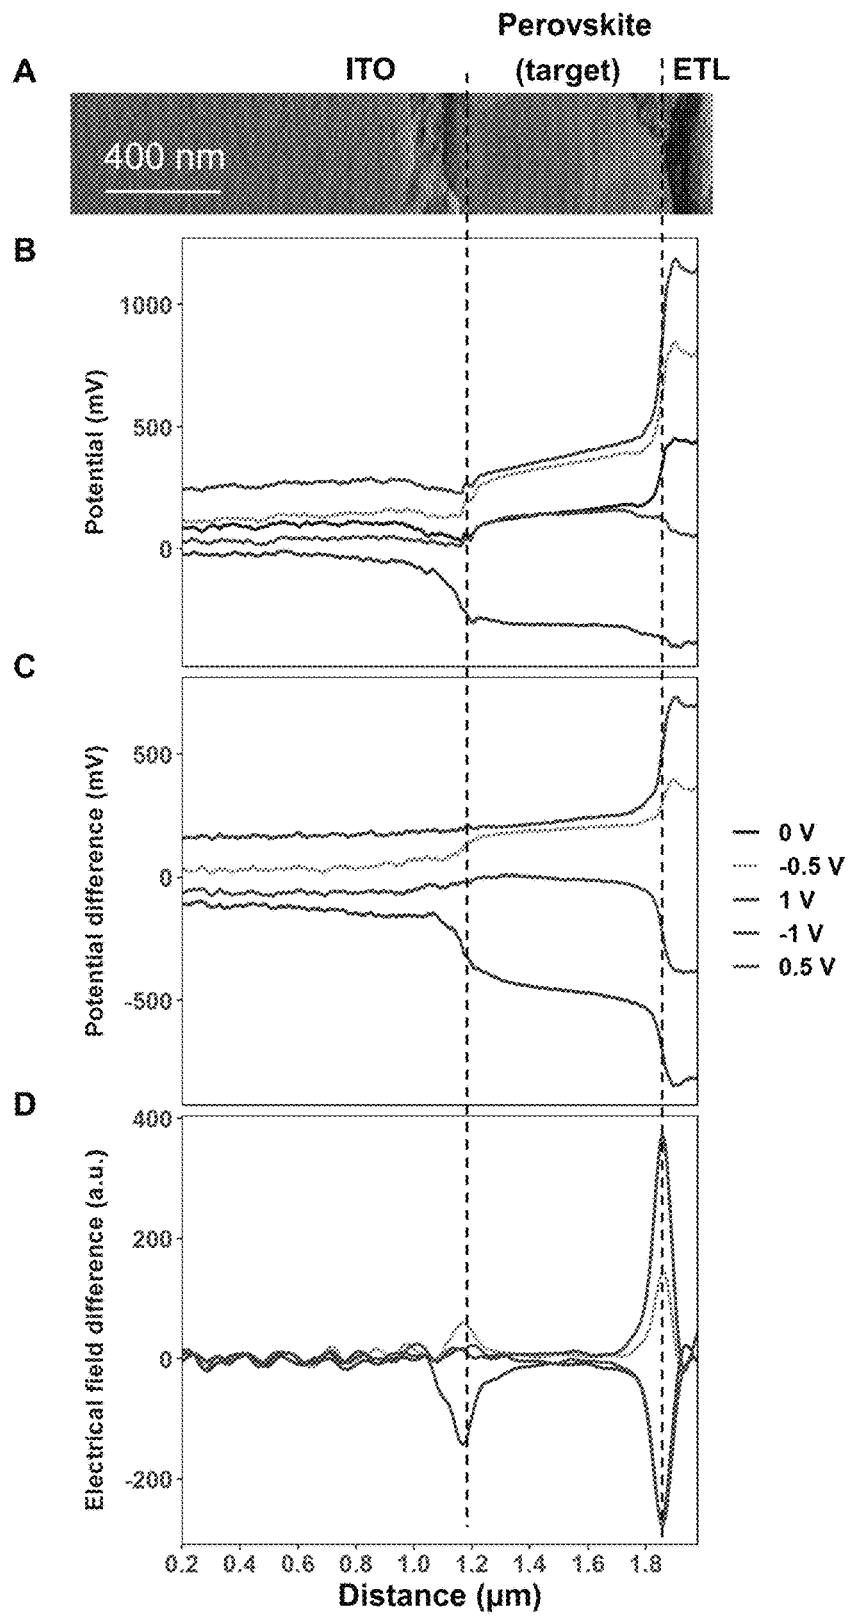 Perovskite
A
ITO
(target)
ETL
400 nm
B
1000
500
0
Potential (mV)
C
500
0
-500
Potential difference (mV)
0 V
-0.5 V
1 V
-1 V
0.5 V
D
400
200
0
-200
Electrical field difference (a.u.)
0.2 0.4 0.6 0.8 1.0 1.2 1.4 1.6 1.8
Distance (µm)